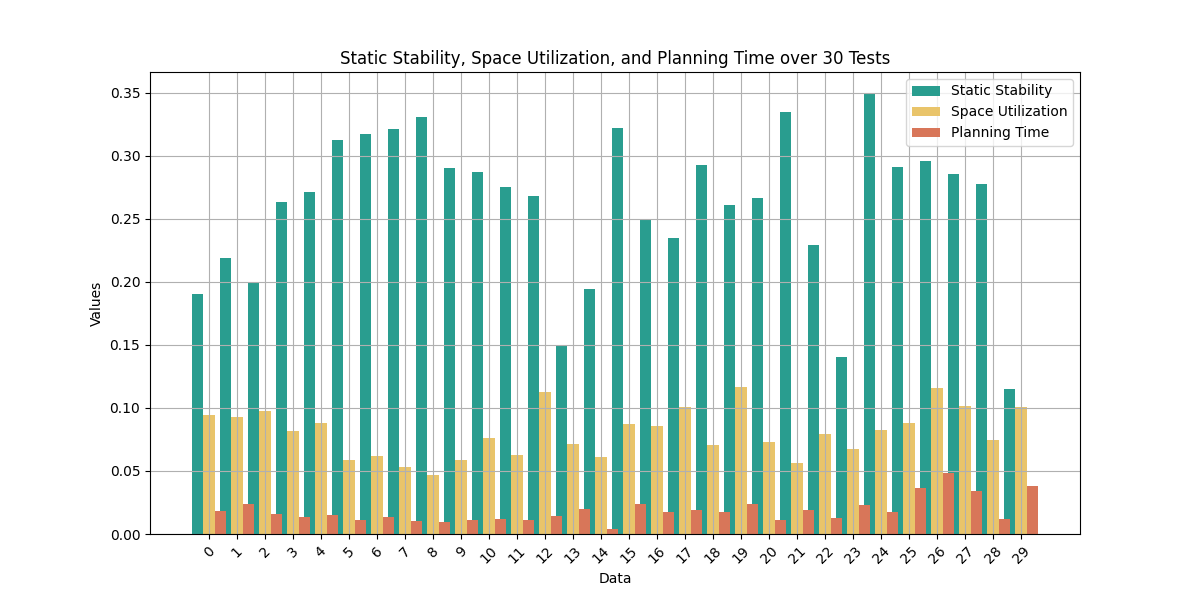 Static Stability, Space Utilization, and Planning Time over 30 Tests
Static Stability
Space Utilization
Planning Time
0.35
0.30
0.25
0.20
0.15
0.10
0.05
0.00
Values
0 1 2 3 4 5 6 7 8 9 10 11 12 13 14 15 16 17 18 19 20 21 22 23 24 25 26 27 28 29
Data